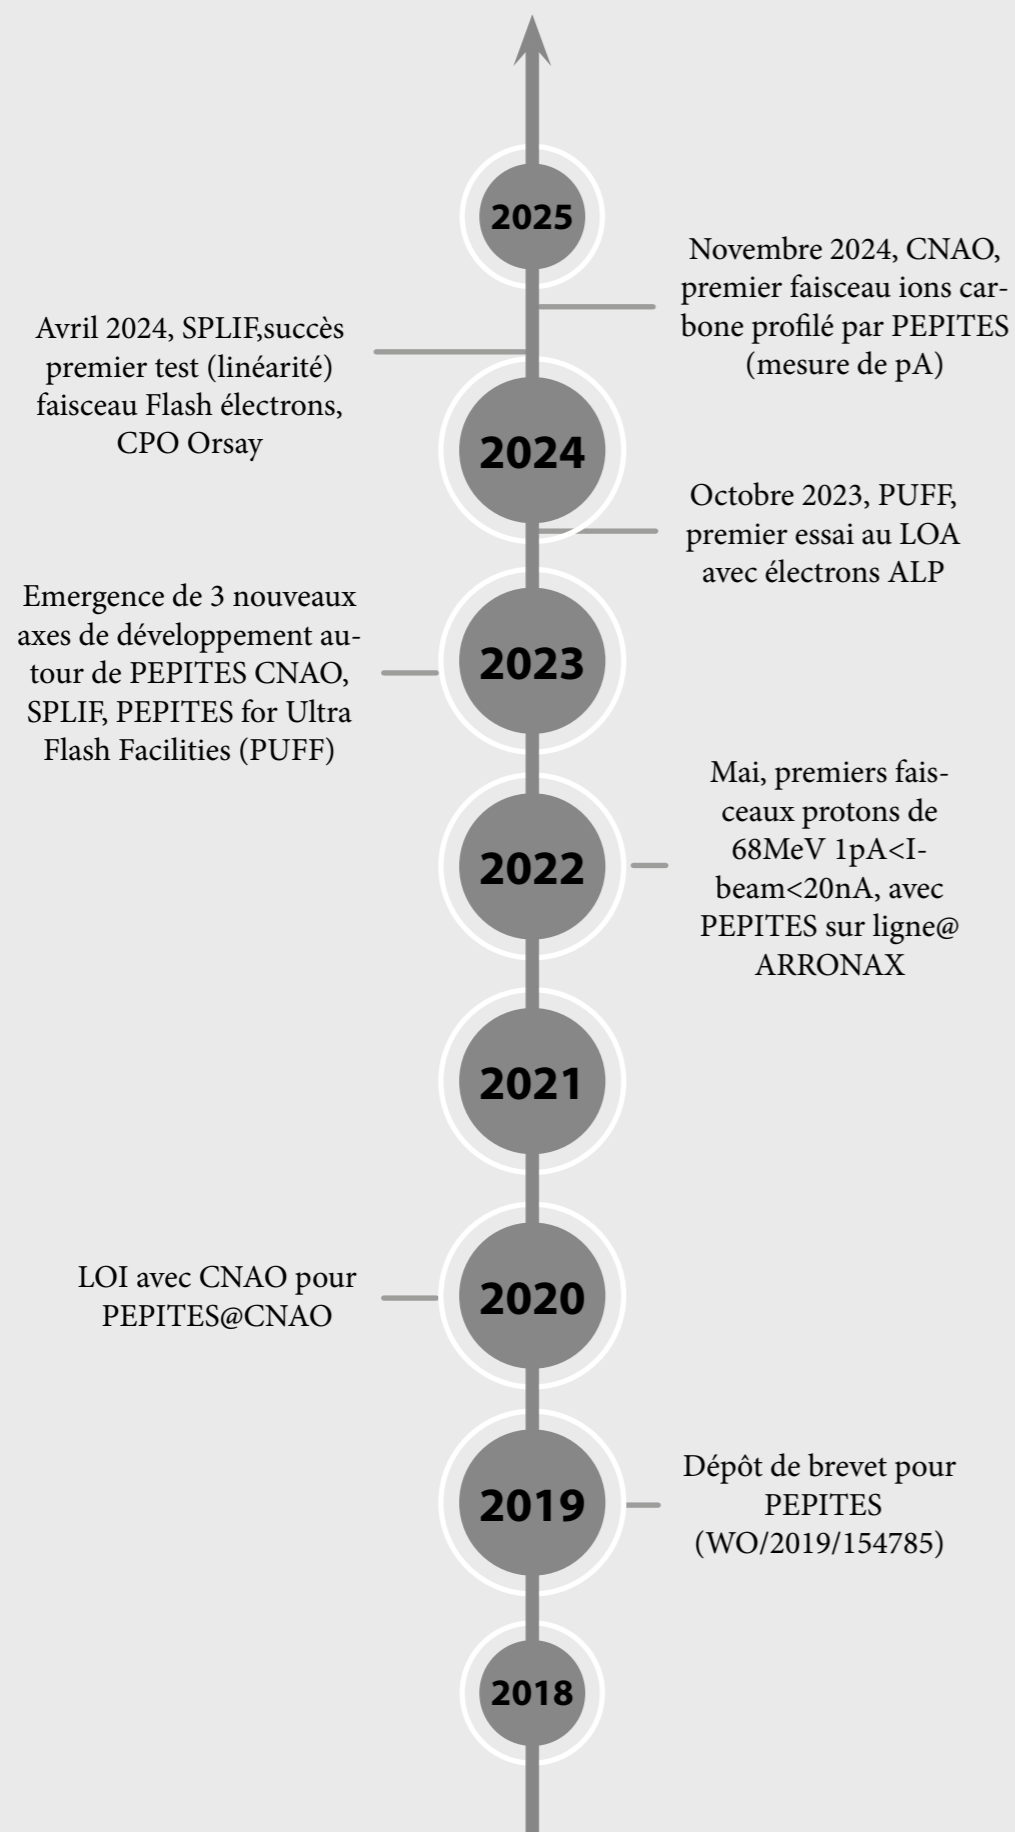 2025
Novembre 2024, CNAO,
premier faisceau ions car-
bone profilé par PEPITES
(mesure de pA)
Avril 2024, SPLIF,succès
premier test (linéarité)
faisceau Flash électrons,
CPO Orsay
2024
Octobre 2023, PUFF,
premier essai au LOA
avec électrons ALP
Emergence de 3 nouveaux
axes de développement au-
tour de PEPITES CNAO,
SPLIF, PEPITES for Ultra
Flash Facilities (PUFF)
2023
Mai, premiers fais-
ceaux protons de
68MeV 1pA<I-
beam<20nA, avec
PEPITES sur ligne@
ARRONAX
2022
2021
LOI avec CNAO pour
PEPITES@CNAO
2020
Dépôt de brevet pour
PEPITES
(WO/2019/154785)
2019
2018